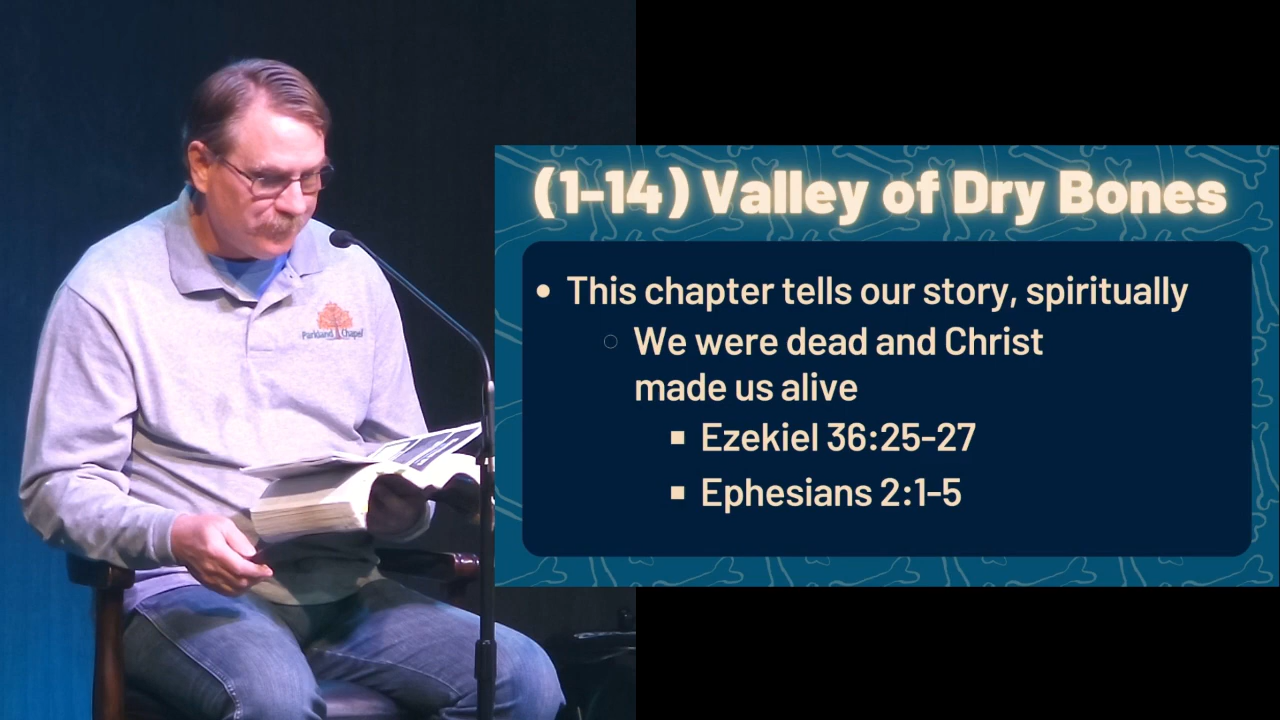 (1-14) Valley of Dry Bones
This chapter tells our story, spiritually
We were dead and Christ
made us alive
Ezekiel 36:25-27
Ephesians 2:1-5
Parkland Chapel